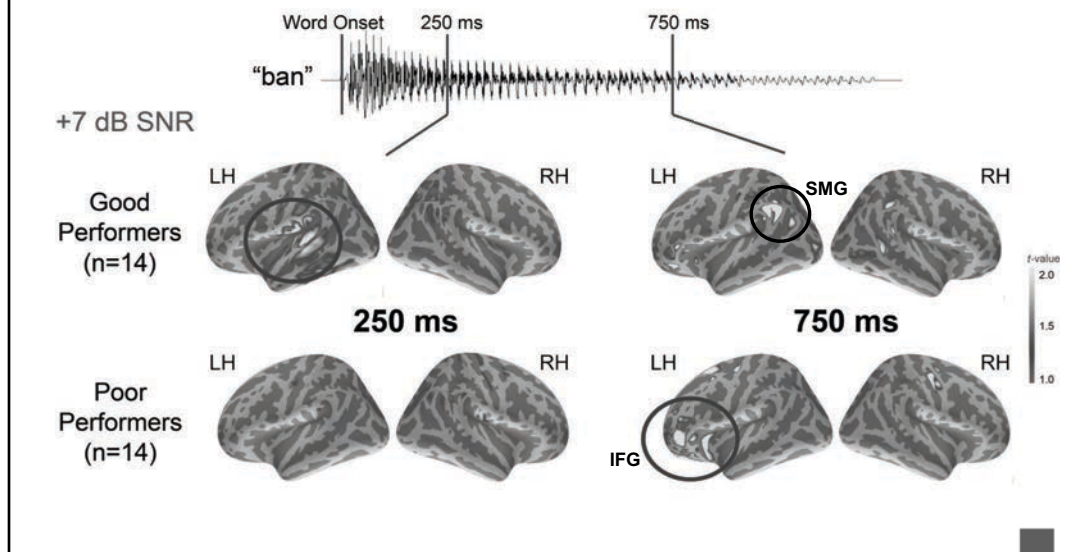 Word Onset 250 ms 750 ms
“ban”
+7 dB SNR
LH RH LH RH
SMG
Good
Performers
(n=14)
t-value
2.0
1.5
1.0
250 ms 750 ms
LH RH LH RH
Poor
Performers
(n=14)
IFG